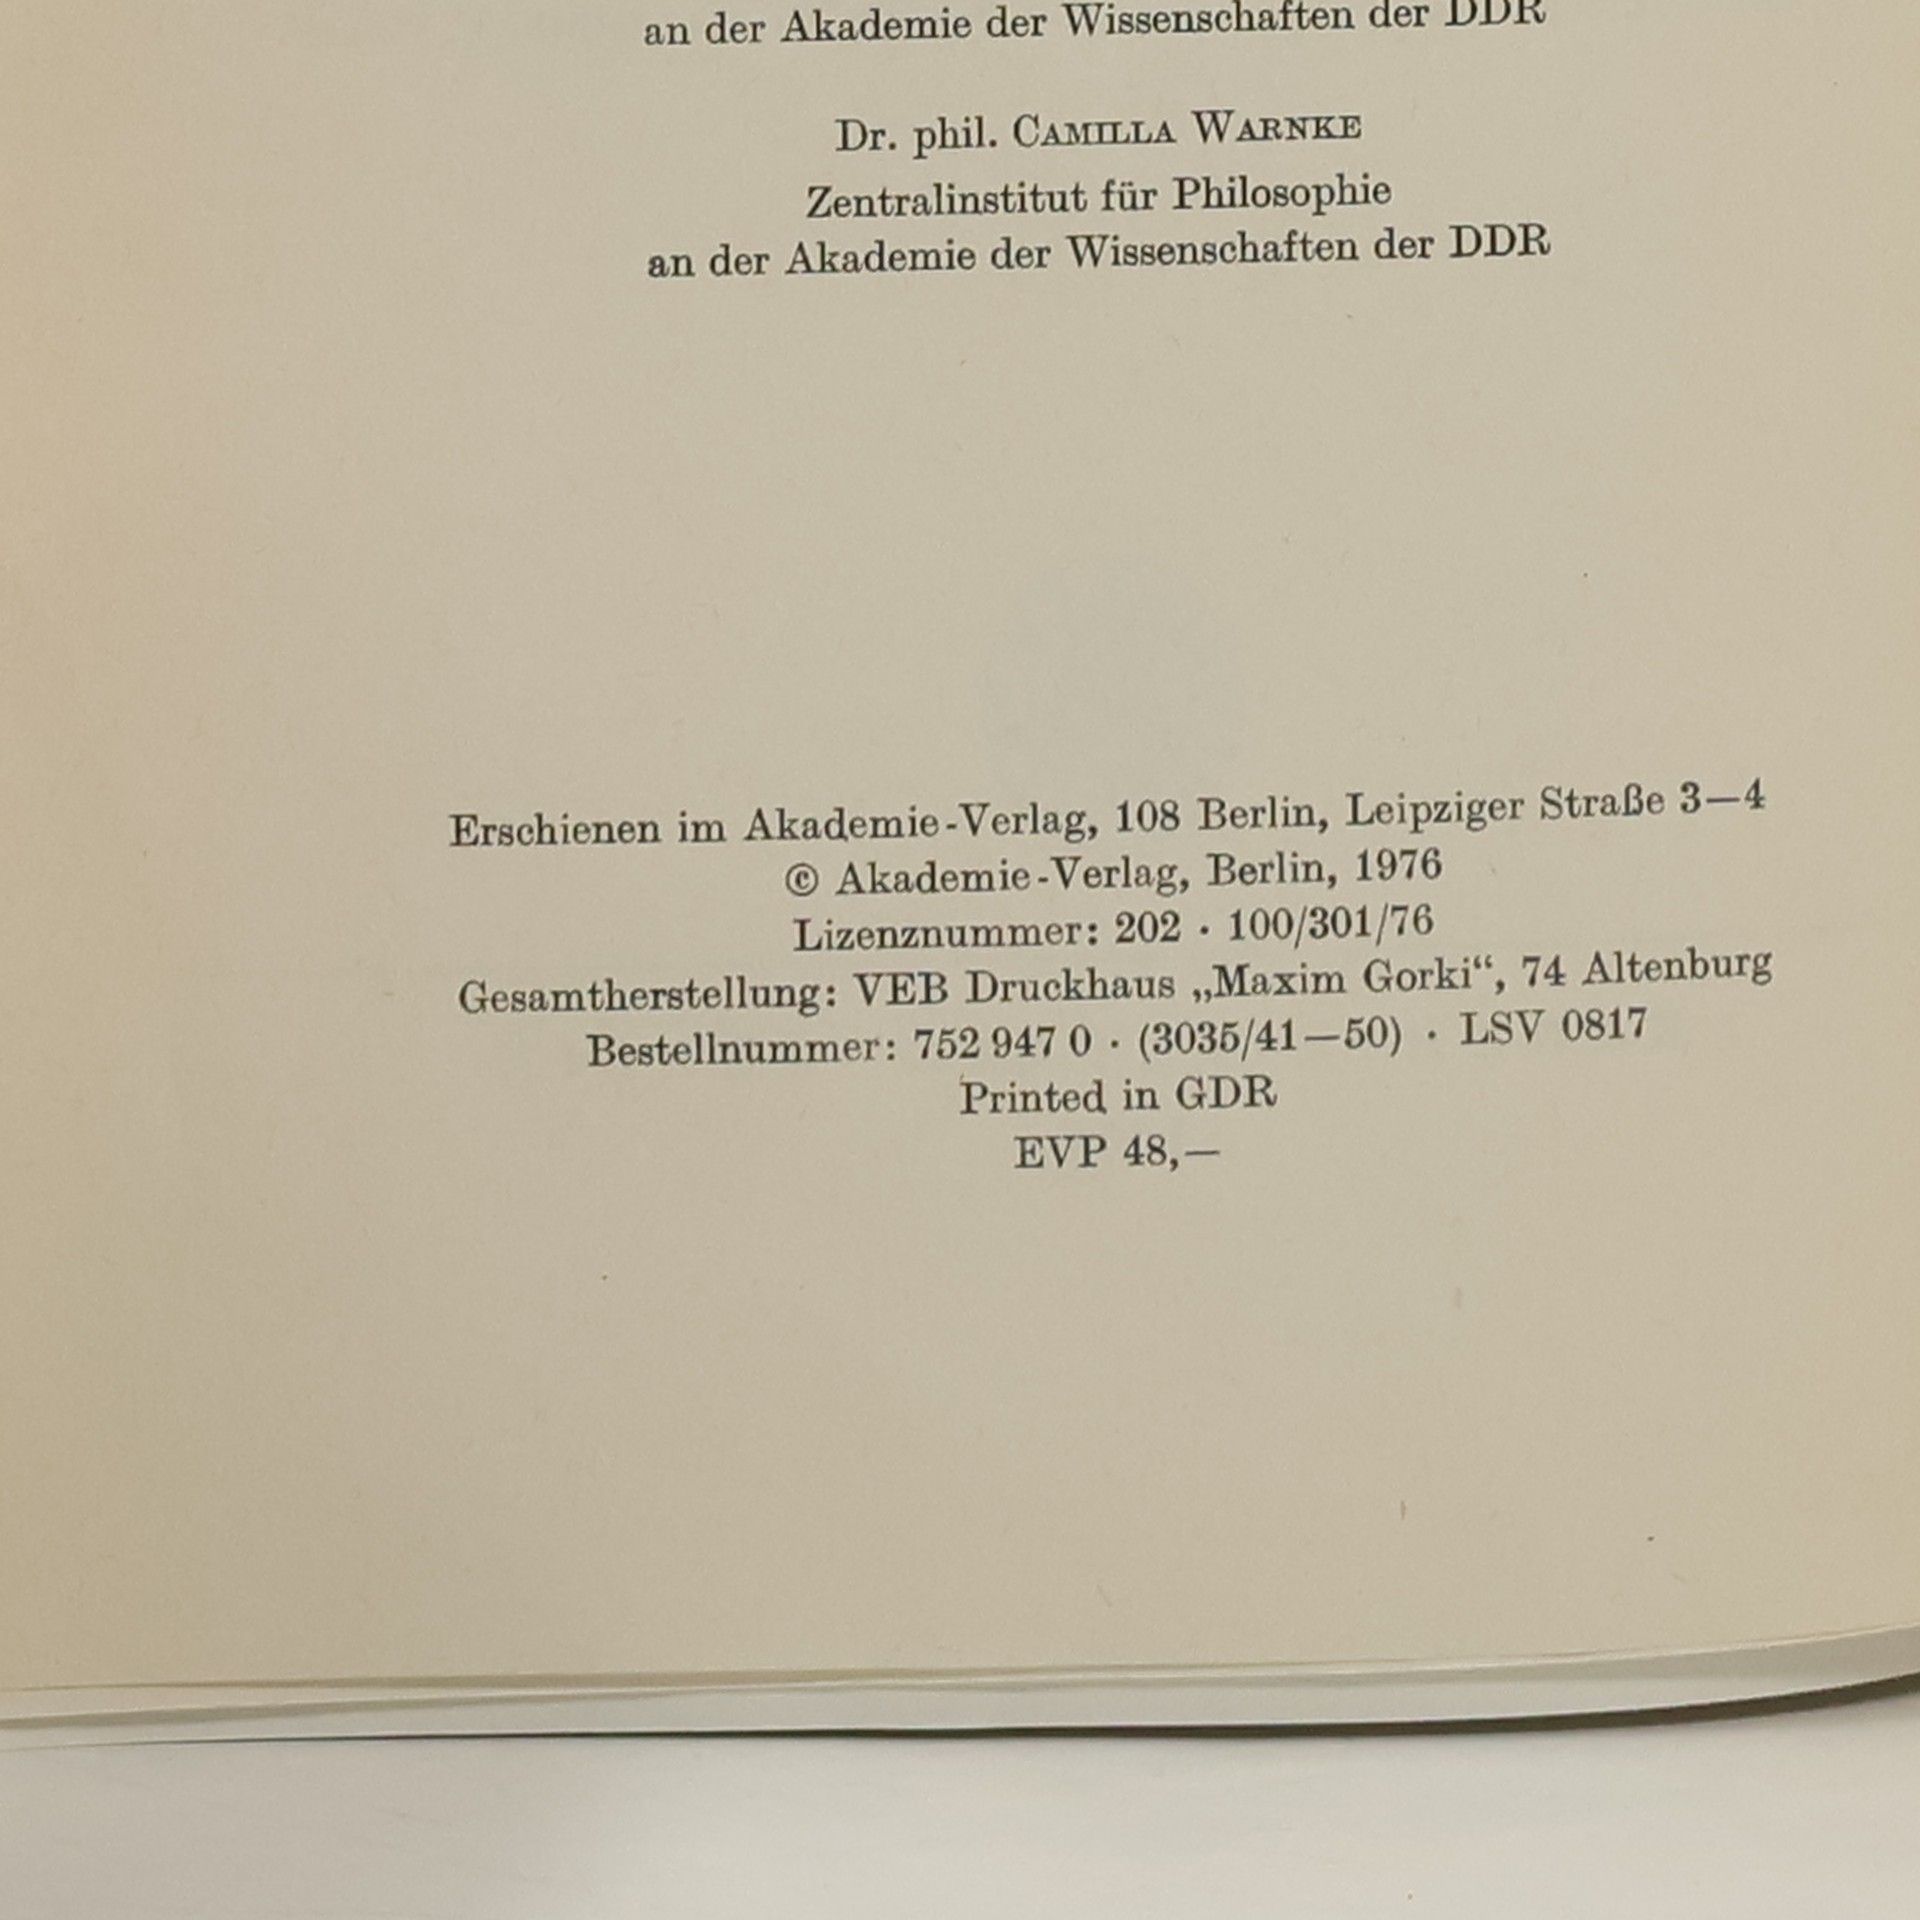 an der Akademie der Wissenschaften der DDR
Dr. phil. CAMILLA WARNKE
Zentralinstitut für Philosophie
an der Akademie der Wissenschaften der DDR
Erschienen im Akademie-Verlag, 108 Berlin, Leipziger Straße 3—4
© Akademie-Verlag, Berlin, 1976
Lizenznummer: 202 · 100/301/76
Gesamtherstellung: VEB Druckhaus „Maxim Gorki“, 74 Altenburg
Bestellnummer: 752 947 0 · (3035/41—50) · LSV 0817
Printed in GDR
EVP 48,—